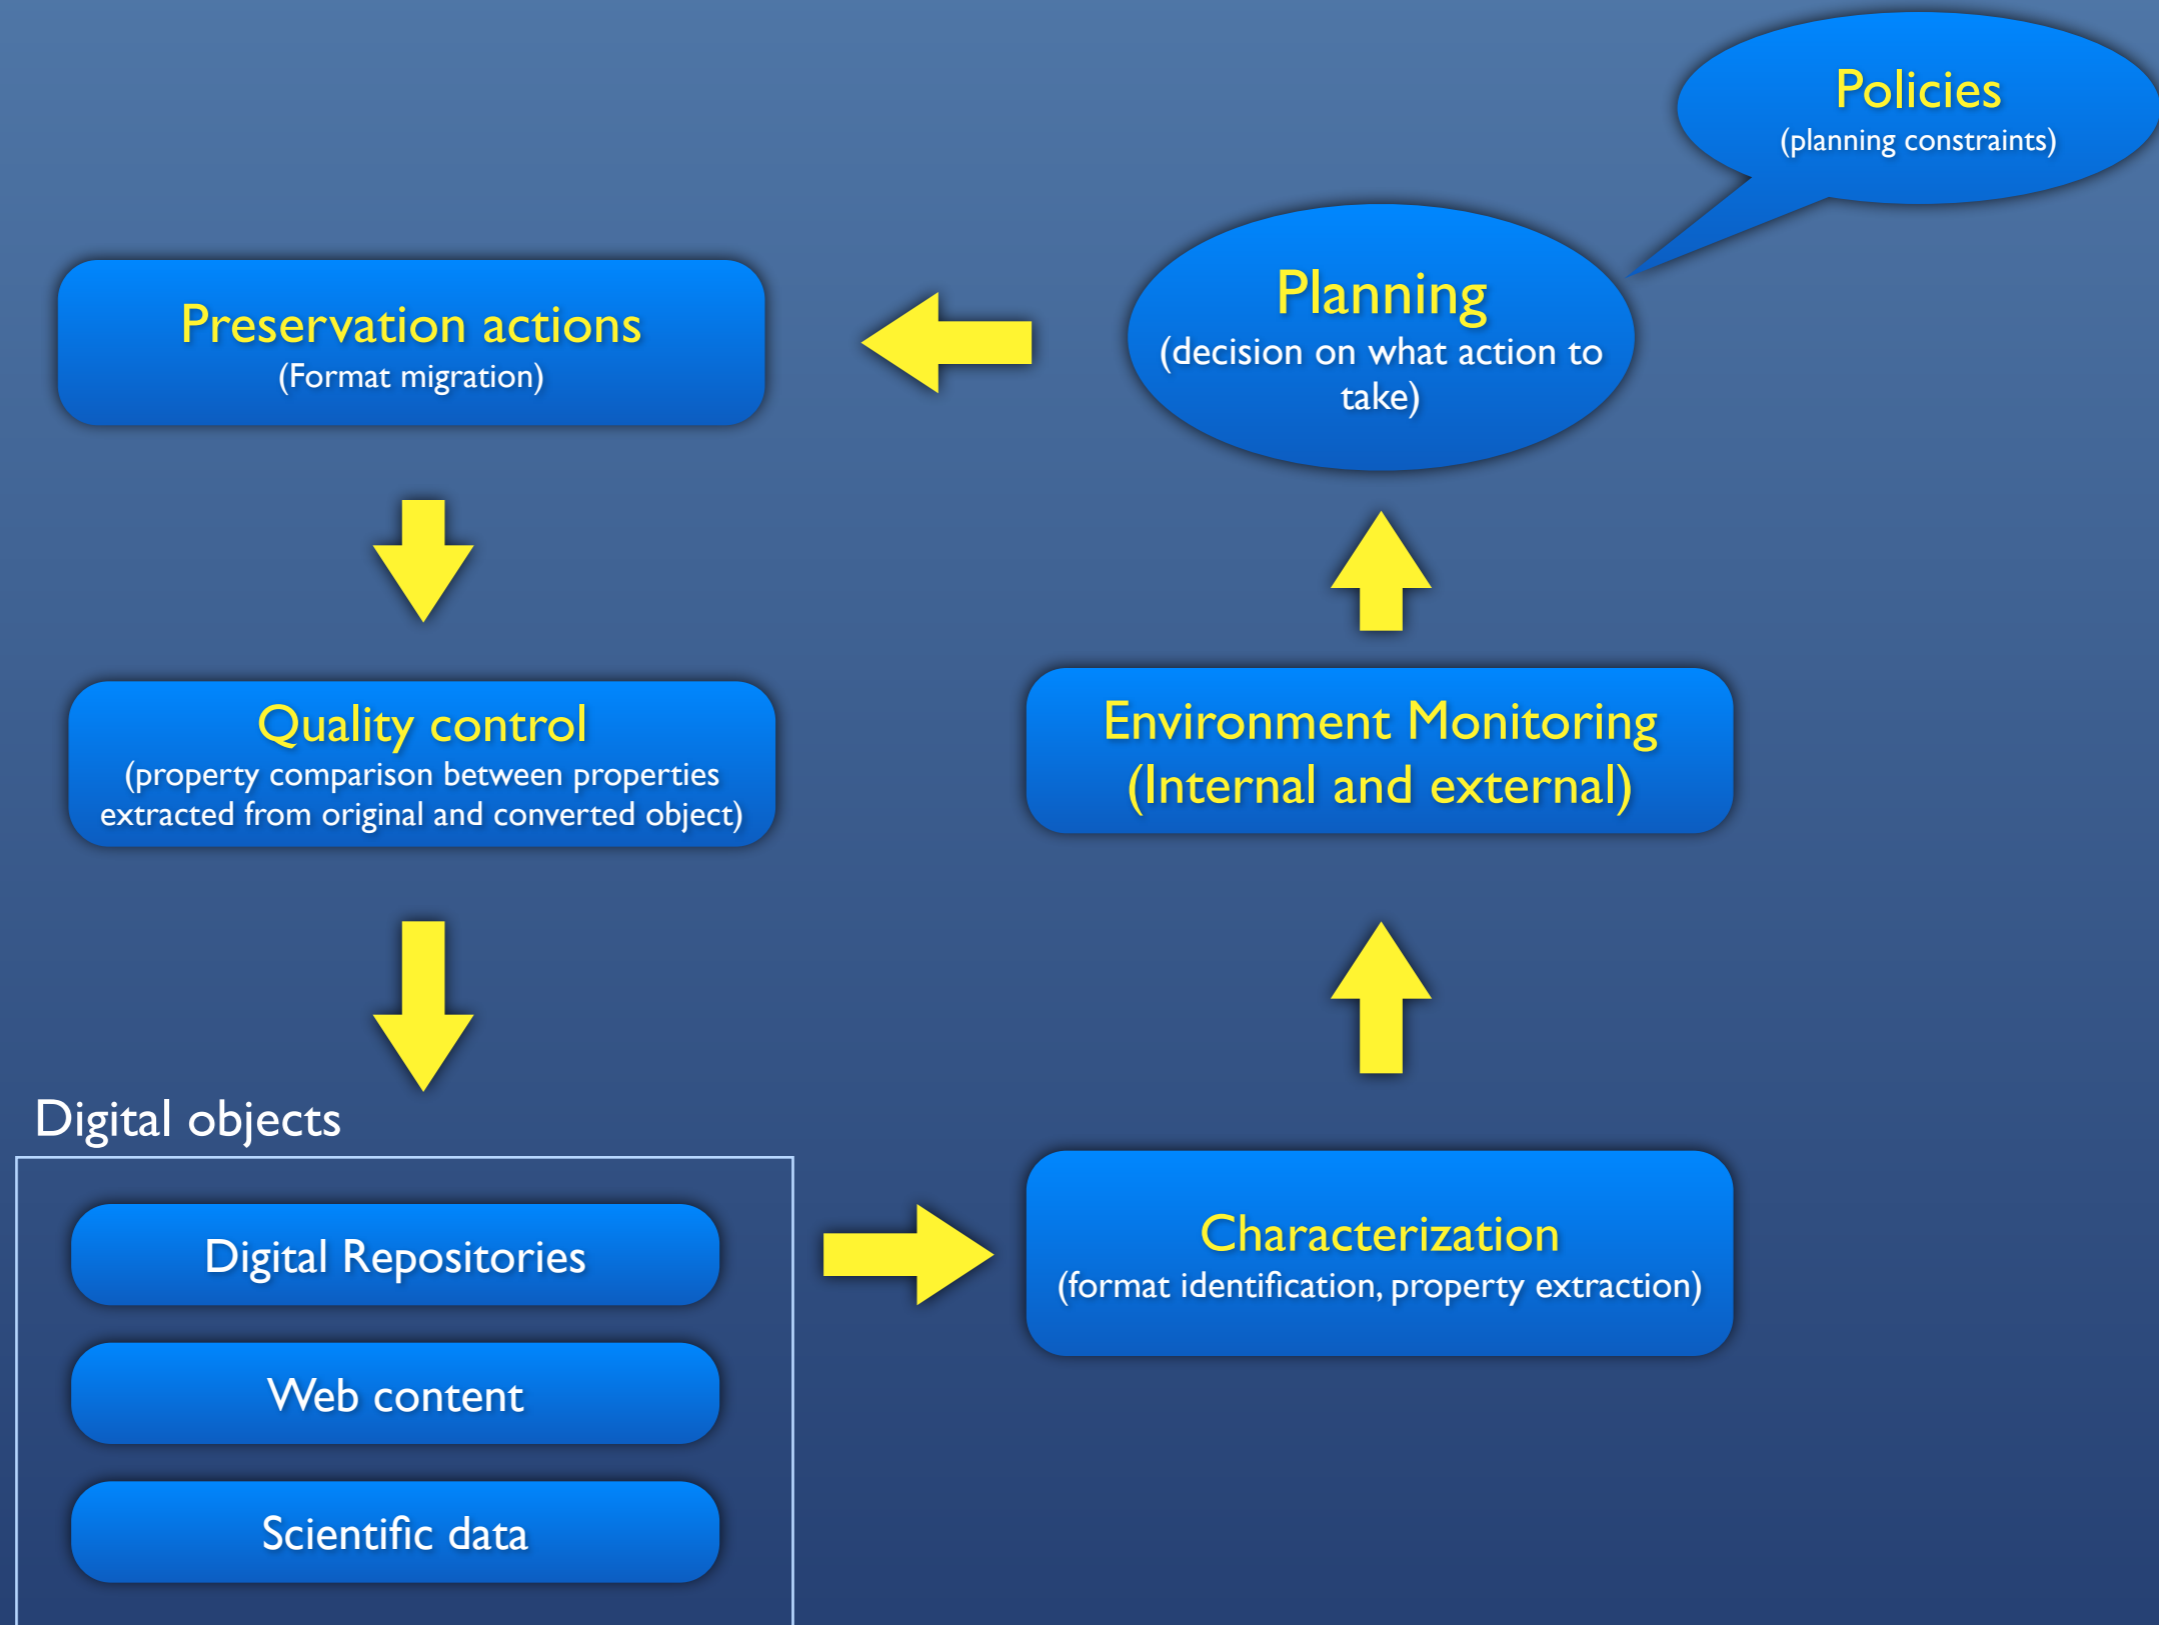 Policies
(planning constraints)
Planning
(decision on what action to
take)
Preservation actions
(Format migration)
Quality control
(property comparison between properties
extracted from original and converted object)
Environment Monitoring
(Internal and external)
Digital objects
Digital Repositories
Web content
Scientific data
Characterization
(format identification, property extraction)